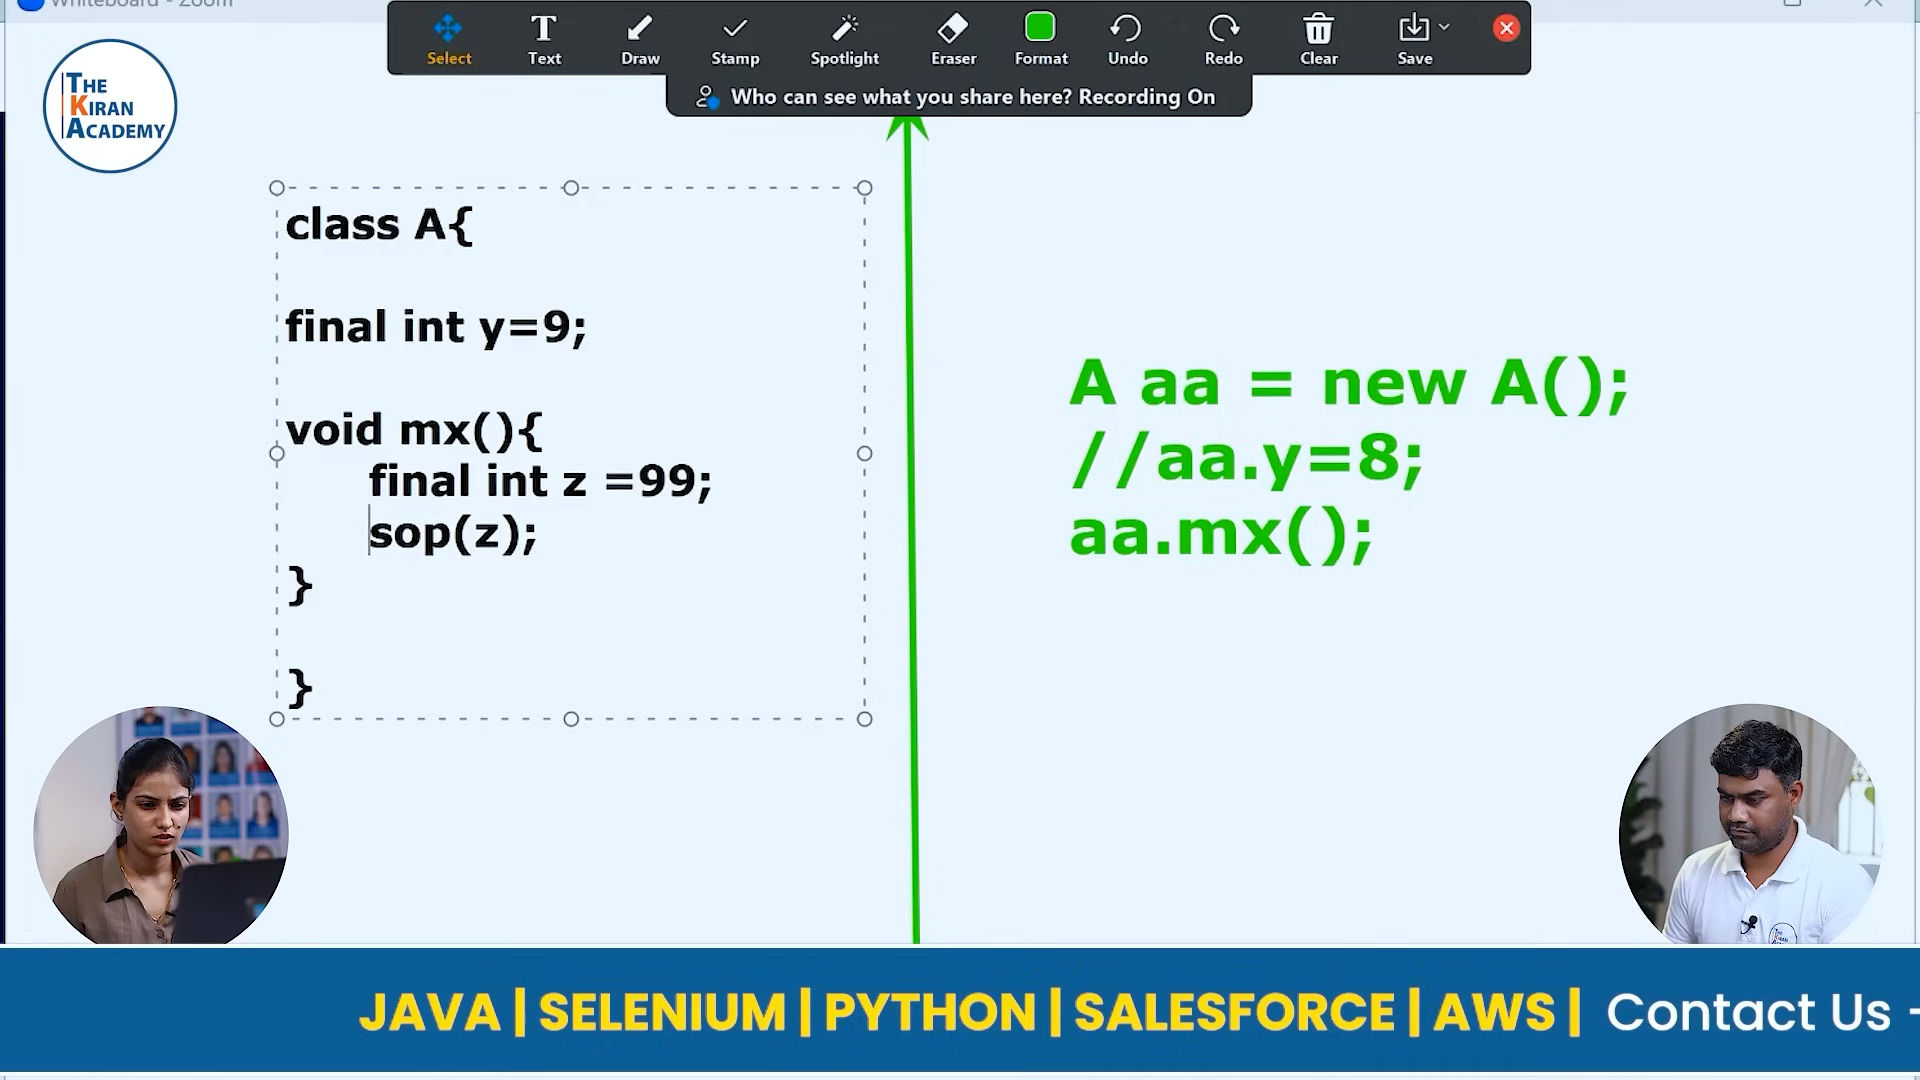 Whiteboard - Zoom
Select
Text
Draw
Stamp
Spotlight
Eraser
Format
Undo
Redo
Clear
Save
Who can see what you share here? Recording On
THE
KIRAN
ACADEMY
class A{
final int y=9;
void mx(){
final int z =99;
sop(z);
}
}
A aa = new A();
//aa.y=8;
aa.mx();
JAVA | SELENIUM | PYTHON | SALESFORCE | AWS | Contact Us -